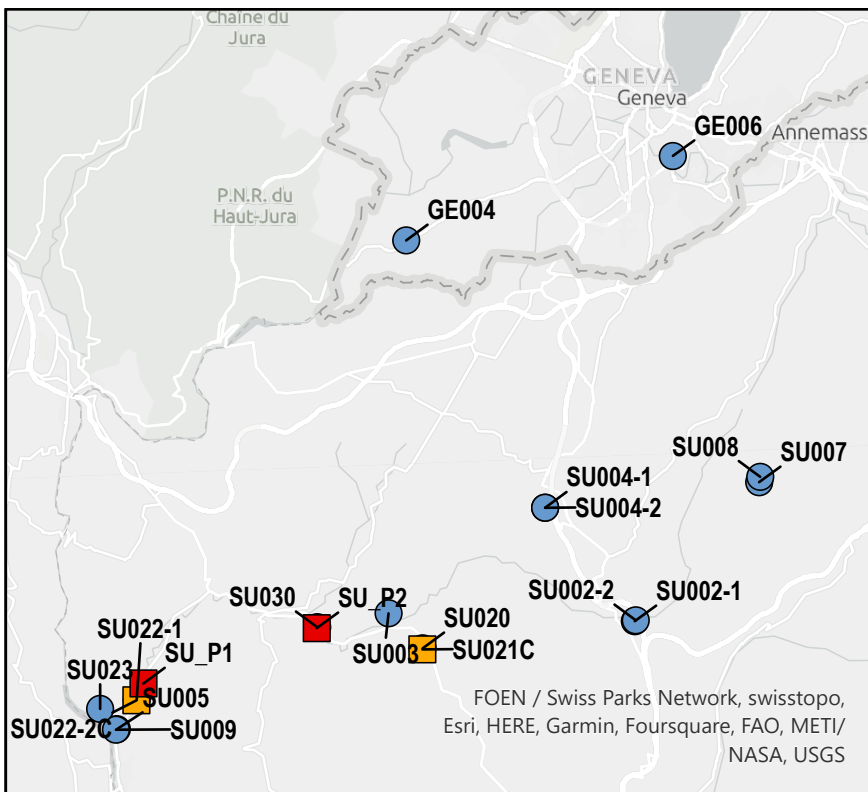 Chaîne du
Jura
GENEVA
Geneva
GE006
Annemass
P.N.R. du
Haut-Jura
GE004
SU008
SU007
SU004-1
SU004-2
SU030
SU_P2
SU002-2
SU002-1
SU020
SU003
SU021C
SU022-1
SU_P1
SU023
SU005
SU022-2C
SU009
FOEN / Swiss Parks Network, swisstopo,
Esri, HERE, Garmin, Foursquare, FAO, METI/
NASA, USGS